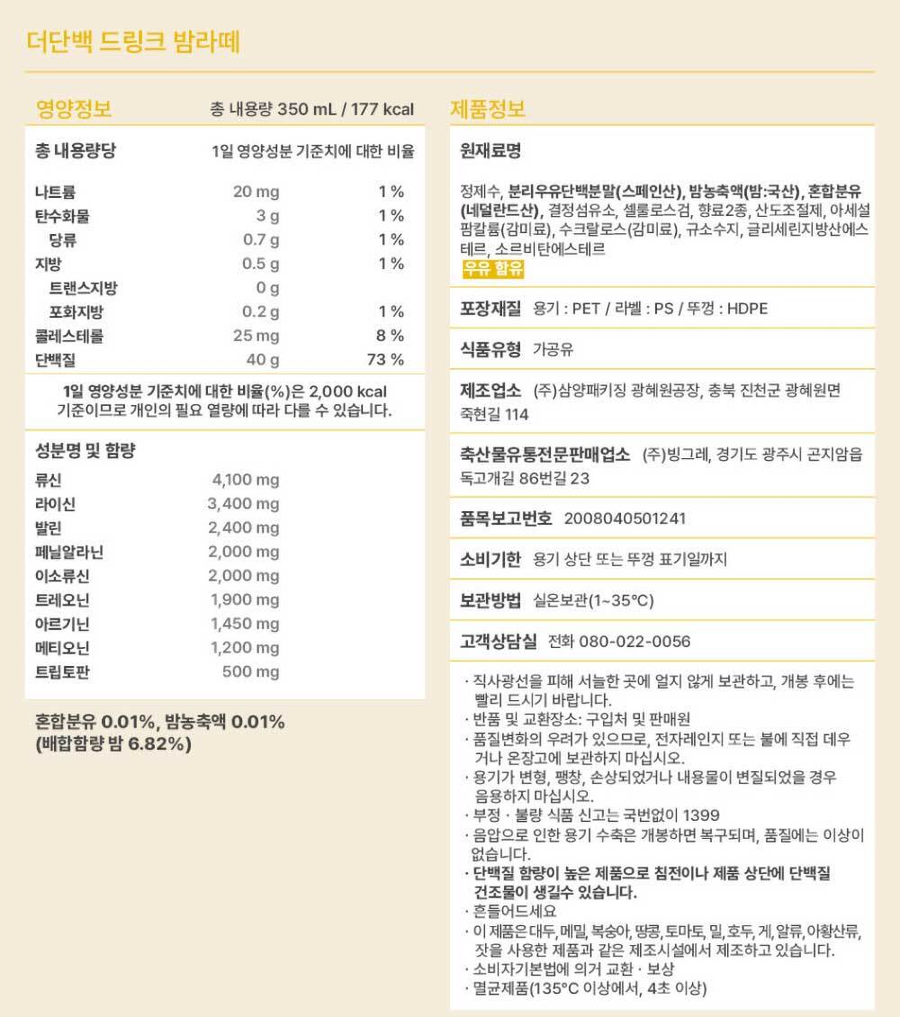 더단백 드링크 밤라떼
영양정보 총 내용량 350 mL / 177 kcal
총 내용량당 1일 영양성분 기준치에 대한 비율
나트륨 20 mg 1 %
탄수화물 3 g 1 %
당류 0.7 g 1 %
지방 0.5 g 1 %
트랜스지방 0 g
포화지방 0.2 g 1 %
콜레스테롤 25 mg 8 %
단백질 40 g 73 %
1일 영양성분 기준치에 대한 비율(%)은 2,000 kcal
기준이므로 개인의 필요 열량에 따라 다를 수 있습니다.
성분명 및 함량
류신 4,100 mg
라이신 3,400 mg
발린 2,400 mg
페닐알라닌 2,000 mg
이소류신 2,000 mg
트레오닌 1,900 mg
아르기닌 1,450 mg
메티오닌 1,200 mg
트립토판 500 mg
혼합분유 0.01%, 밤농축액 0.01%
(배합함량 밤 6.82%)
제품정보
원재료명
정제수, 분리우유단백분말(스페인산), 밤농축액(밤:국산), 혼합분유
(네덜란드산), 결정섬유소, 셀룰로스검, 향료2종, 산도조절제, 아세설
팜칼륨(감미료), 수크랄로스(감미료), 규소수지, 글리세린지방산에스
테르, 소르비탄에스테르
우유 함유
포장재질 용기 : PET / 라벨 : PS / 뚜껑 : HDPE
식품유형 가공유
제조업소 (주)삼양패키징 광혜원공장, 충북 진천군 광혜원면
죽현길 114
축산물유통전문판매업소 (주)빙그레, 경기도 광주시 곤지암읍
독고개길 86번길 23
품목보고번호 2008040501241
소비기한 용기 상단 또는 뚜껑 표기일까지
보관방법 실온보관(1~35℃)
고객상담실 전화 080-022-0056
· 직사광선을 피해 서늘한 곳에 얼지 않게 보관하고, 개봉 후에는
빨리 드시기 바랍니다.
· 반품 및 교환장소: 구입처 및 판매원
· 품질변화의 우려가 있으므로, 전자레인지 또는 불에 직접 데우
거나 온장고에 보관하지 마십시오.
· 용기가 변형, 팽창, 손상되었거나 내용물이 변질되었을 경우
음용하지 마십시오.
· 부정 · 불량 식품 신고는 국번없이 1399
· 음압으로 인한 용기 수축은 개봉하면 복구되며, 품질에는 이상이
없습니다.
· 단백질 함량이 높은 제품으로 침전이나 제품 상단에 단백질
건조물이 생길수 있습니다.
· 흔들어드세요
· 이 제품은 대두, 메밀, 복숭아, 땅콩, 토마토, 밀, 호두, 게, 알류, 아황산류,
잣을 사용한 제품과 같은 제조시설에서 제조하고 있습니다.
· 소비자기본법에 의거 교환 · 보상
· 멸균제품(135°C 이상에서, 4초 이상)